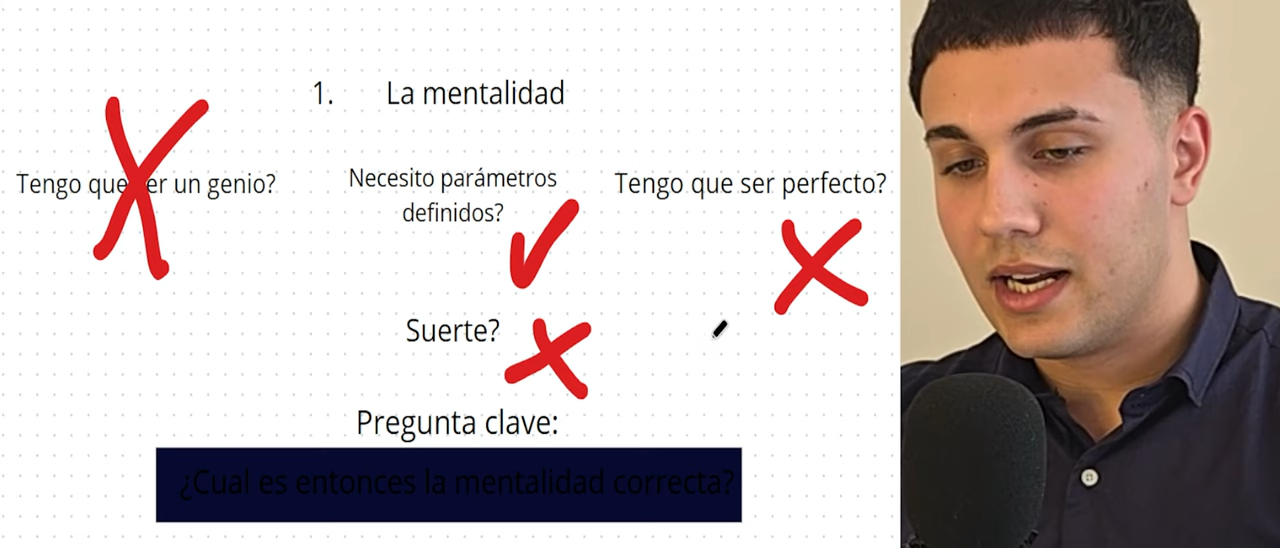 1. La mentalidad
Tengo que ser un genio?
Necesito parámetros
definidos?
Tengo que ser perfecto?
Suerte?
Pregunta clave:
¿Cual es entonces la mentalidad correcta?